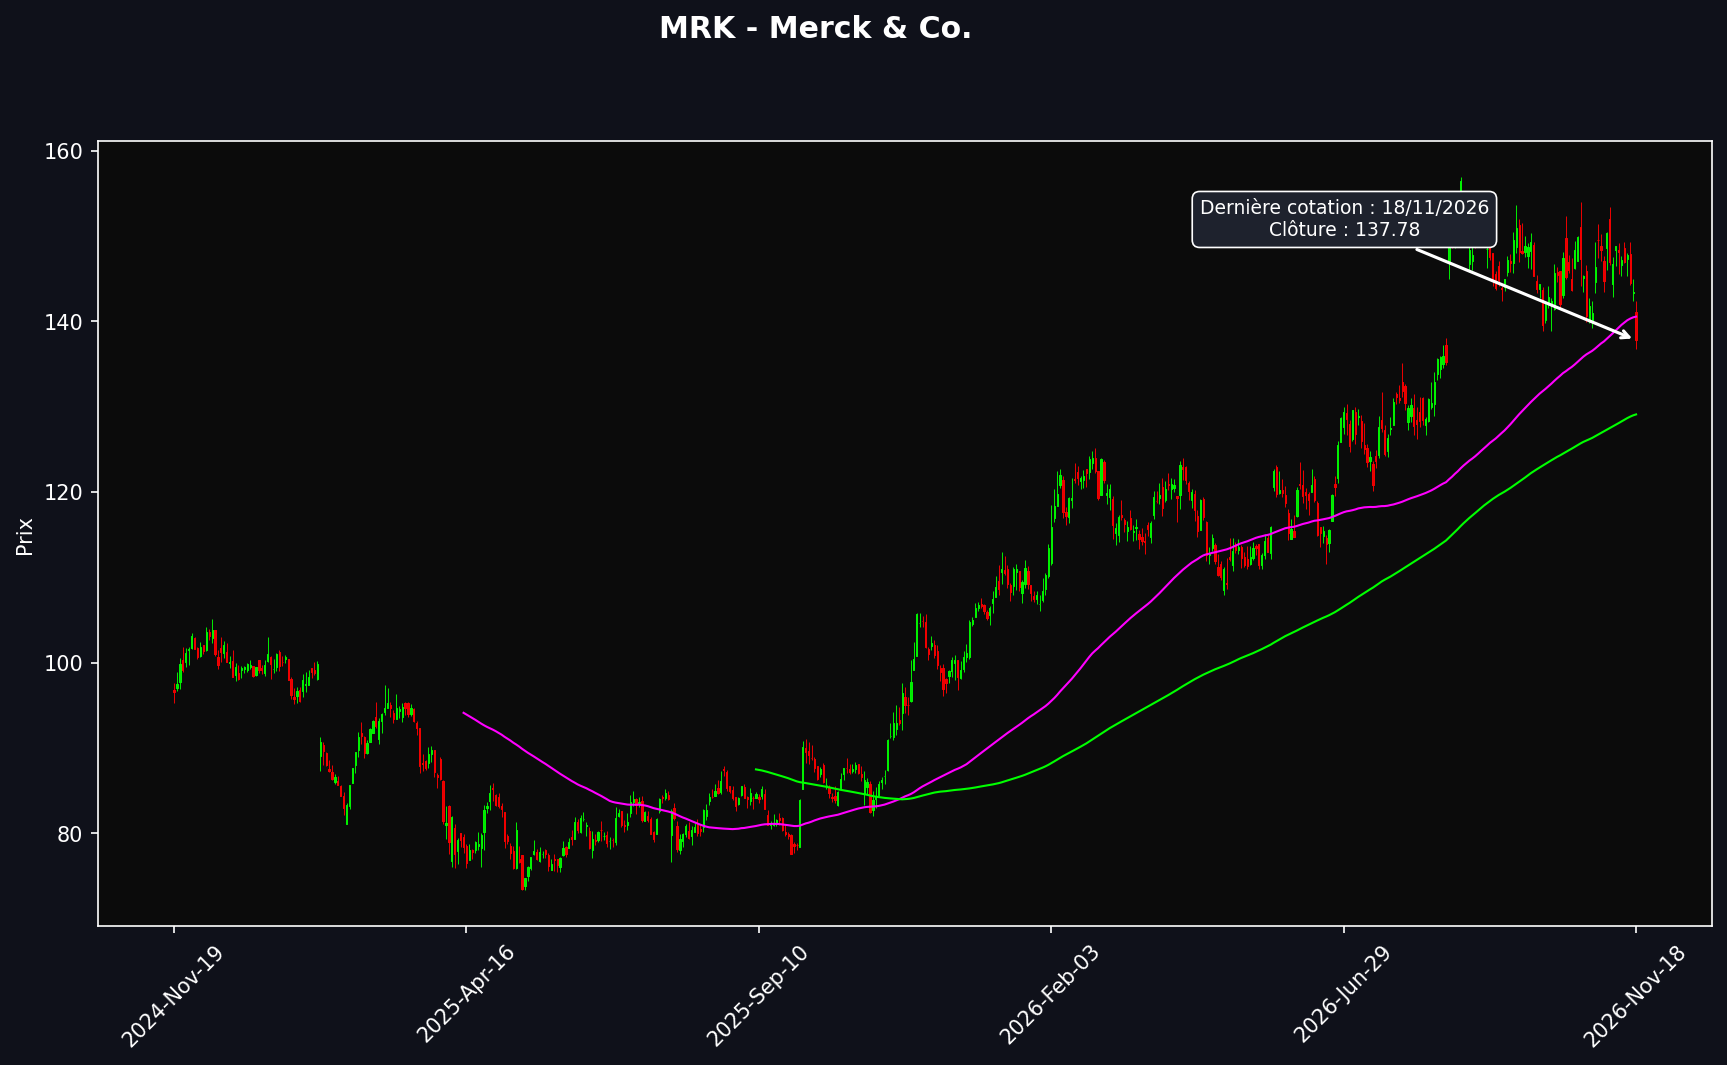 MRK - Merck & Co.
160
Dernière cotation : 18/11/2026
Clôture : 137.78
140
120
Prix
100
80
2024-Nov-19
2025-Apr-16
2025-Sep-10
2026-Feb-03
2026-Jun-29
2026-Nov-18